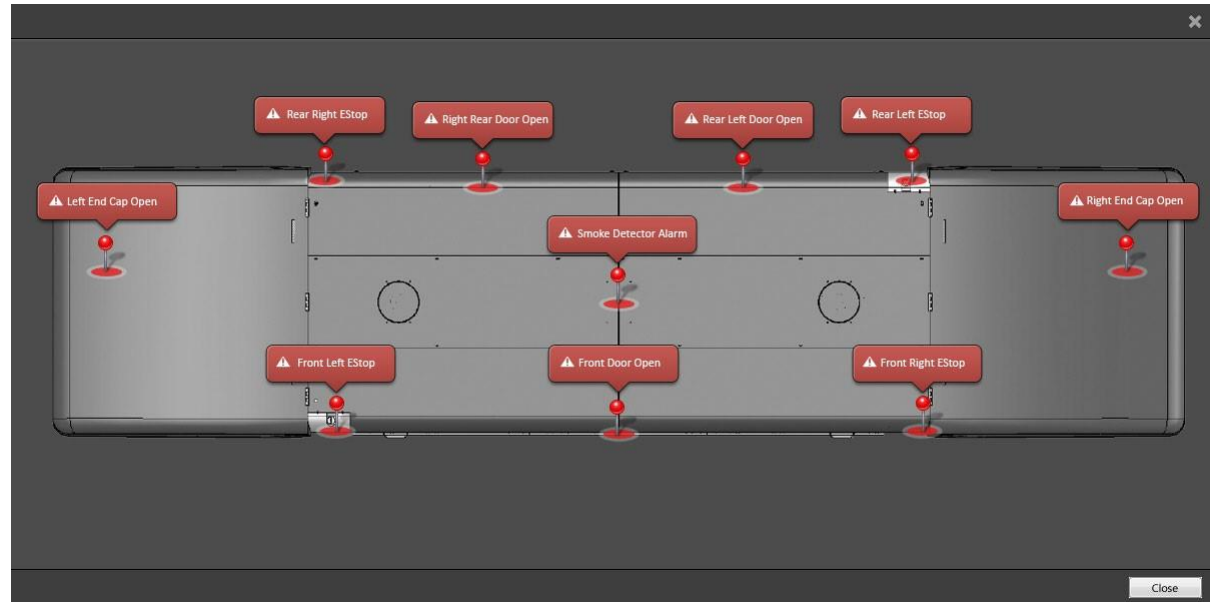 Rear Right EStop
Right Rear Door Open
Rear Left Door Open
Rear Left EStop
Left End Cap Open
Right End Cap Open
Smoke Detector Alarm
Front Left EStop
Front Door Open
Front Right EStop
Close